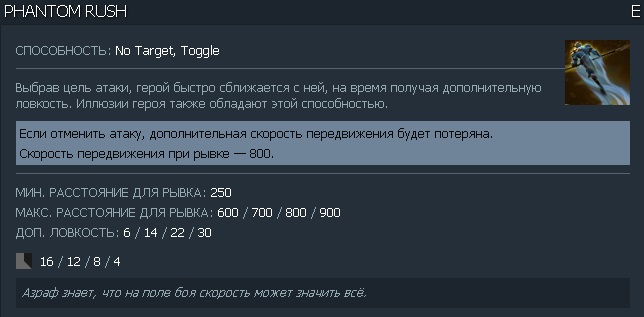 PHANTOM RUSH E
СПОСОБНОСТЬ: No Target, Toggle
Выбрав цель атаки, герой быстро сближается с ней, на время получая дополнительную
ловкость. Иллюзии героя также обладают этой способностью.
Если отменить атаку, дополнительная скорость передвижения будет потеряна.
Скорость передвижения при рывке — 800.
МИН. РАССТОЯНИЕ ДЛЯ РЫВКА: 250
МАКС. РАССТОЯНИЕ ДЛЯ РЫВКА: 600 / 700 / 800 / 900
ДОП. ЛОВКОСТЬ: 6 / 14 / 22 / 30
16 / 12 / 8 / 4
Азраф знает, что на поле боя скорость может значить всё.